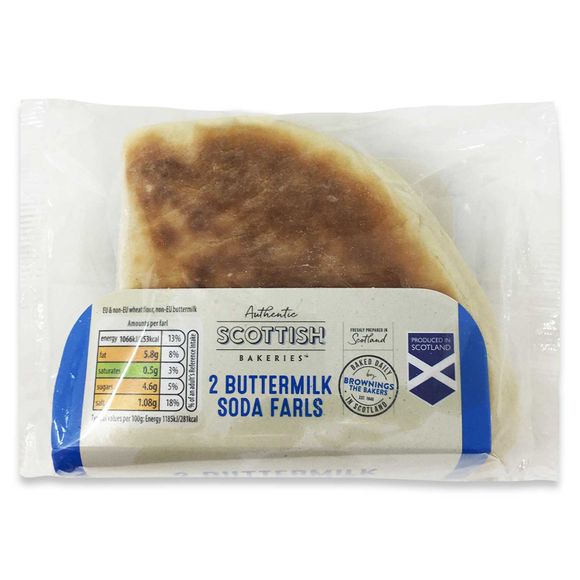 EU & non-EU wheat flour, non-EU buttermilk
Amounts per farl
energy 1066kJ/253kcal 13%
fat 5.8g 8%
saturates 0.5g 3%
sugars 4.6g 5%
salt 1.08g 18%
% of an adult's Reference Intake
Typical values per 100g: Energy 1185kJ/281kcal
Authentic
SCOTTISH
BAKERIES™
2 BUTTERMILK
SODA FARLS
FRESHLY PREPARED IN
Scotland
BAKED DAILY
by
BROWNINGS
THE BAKERS
EST. 1945
IN SCOTLAND
PRODUCED IN
SCOTLAND
2 BUTTERMILK